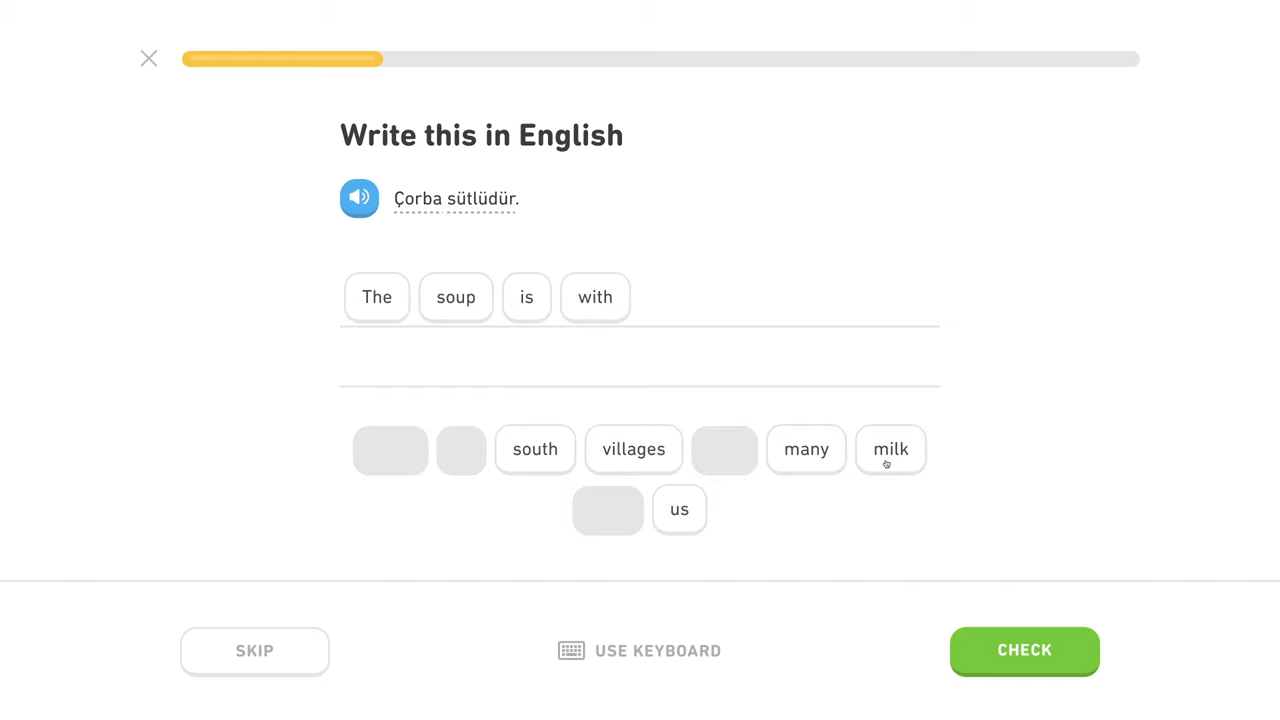 Write this in English
Çorba sütlüdür.
The soup is with
south villages many milk
us
SKIP USE KEYBOARD CHECK